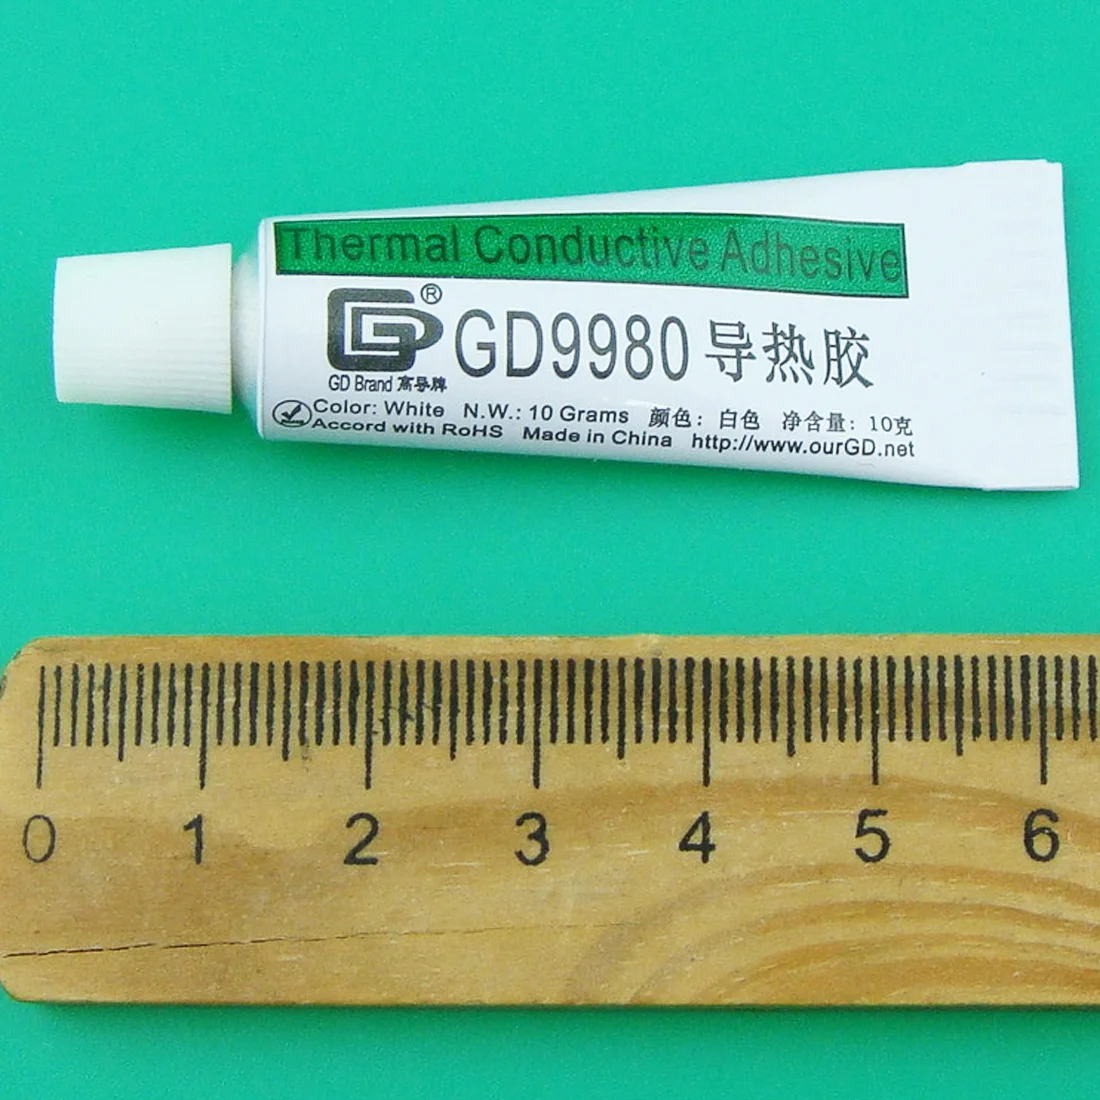 Thermal Conductive Adhesive
®
GD9980 导热胶
GD Brand 高导牌
Color: White N.W.: 10 Grams 颜色: 白色 净含量: 10克
Accord with RoHS Made in China http://www.ourGD.net
0 1 2 3 4 5 6